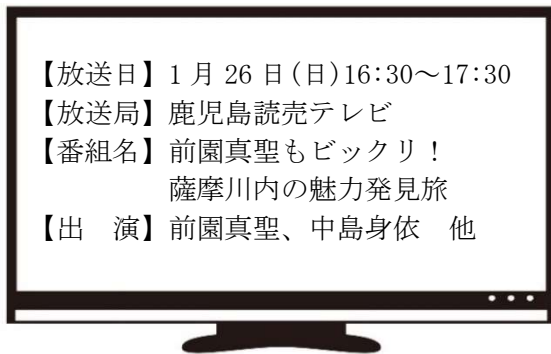 【放送日】1月26日(日)16:30～17:30
【放送局】鹿児島読売テレビ
【番組名】前園真聖もビックリ！
薩摩川内の魅力発見旅
【出　演】前園真聖、中島身依　他